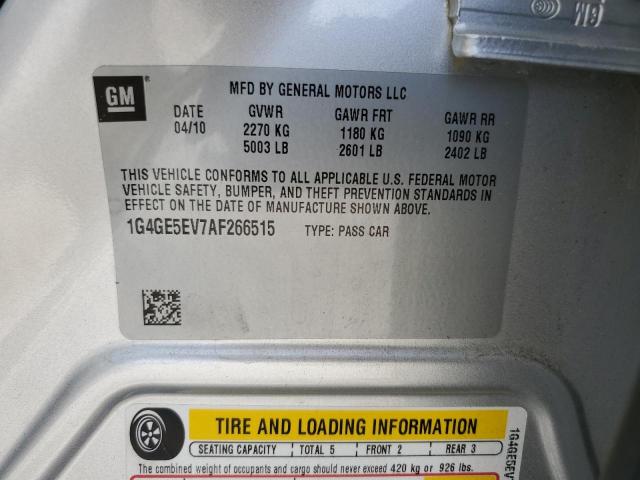 GM
MFD BY GENERAL MOTORS LLC
DATE GVWR GAWR FRT GAWR RR
04/10 2270 KG 1180 KG 1090 KG
5003 LB 2601 LB 2402 LB
THIS VEHICLE CONFORMS TO ALL APPLICABLE U.S. FEDERAL MOTOR
VEHICLE SAFETY, BUMPER, AND THEFT PREVENTION STANDARDS IN
EFFECT ON THE DATE OF MANUFACTURE SHOWN ABOVE.
1G4GE5EV7AF266515 TYPE: PASS CAR
TIRE AND LOADING INFORMATION
SEATING CAPACITY TOTAL 5 FRONT 2 REAR 3
The combined weight of occupants and cargo should never exceed 420 kg or 926 lbs.
1G4GE5EV